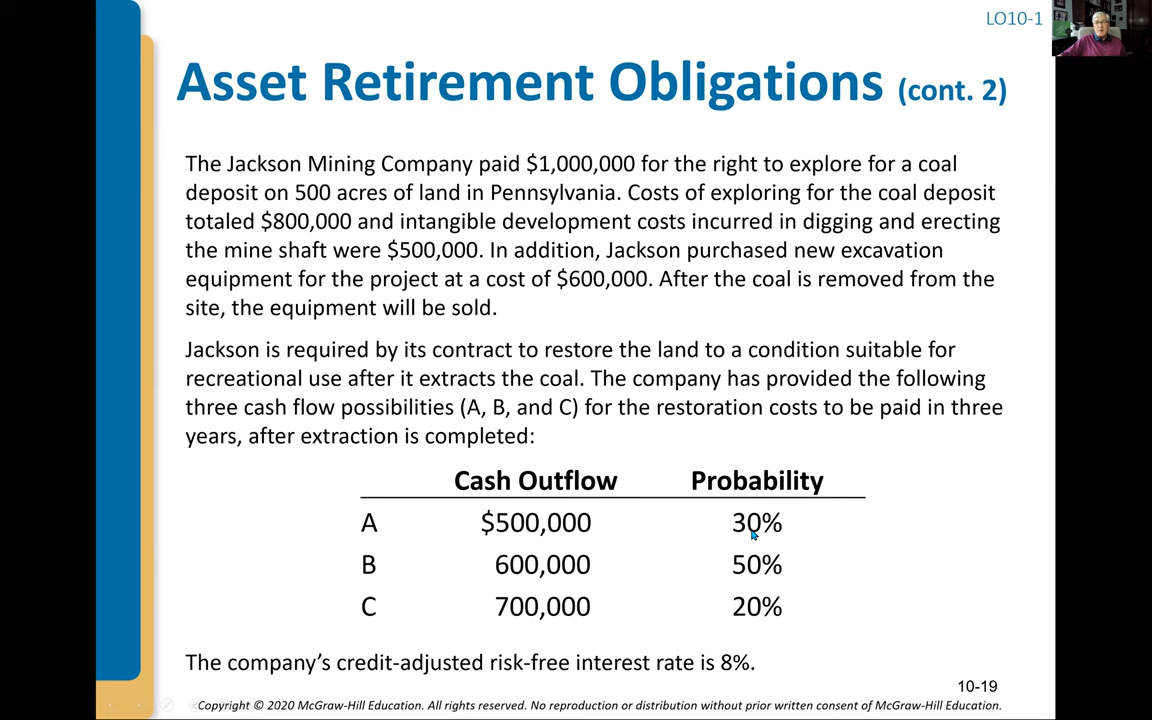 LO10-1
Asset Retirement Obligations (cont. 2)
The Jackson Mining Company paid $1,000,000 for the right to explore for a coal
deposit on 500 acres of land in Pennsylvania. Costs of exploring for the coal deposit
totaled $800,000 and intangible development costs incurred in digging and erecting
the mine shaft were $500,000. In addition, Jackson purchased new excavation
equipment for the project at a cost of $600,000. After the coal is removed from the
site, the equipment will be sold.
Jackson is required by its contract to restore the land to a condition suitable for
recreational use after it extracts the coal. The company has provided the following
three cash flow possibilities (A, B, and C) for the restoration costs to be paid in three
years, after extraction is completed:
Cash Outflow Probability
A $500,000 30%
B 600,000 50%
C 700,000 20%
The company’s credit-adjusted risk-free interest rate is 8%.
10-19
Copyright © 2020 McGraw-Hill Education. All rights reserved. No reproduction or distribution without prior written consent of McGraw-Hill Education.